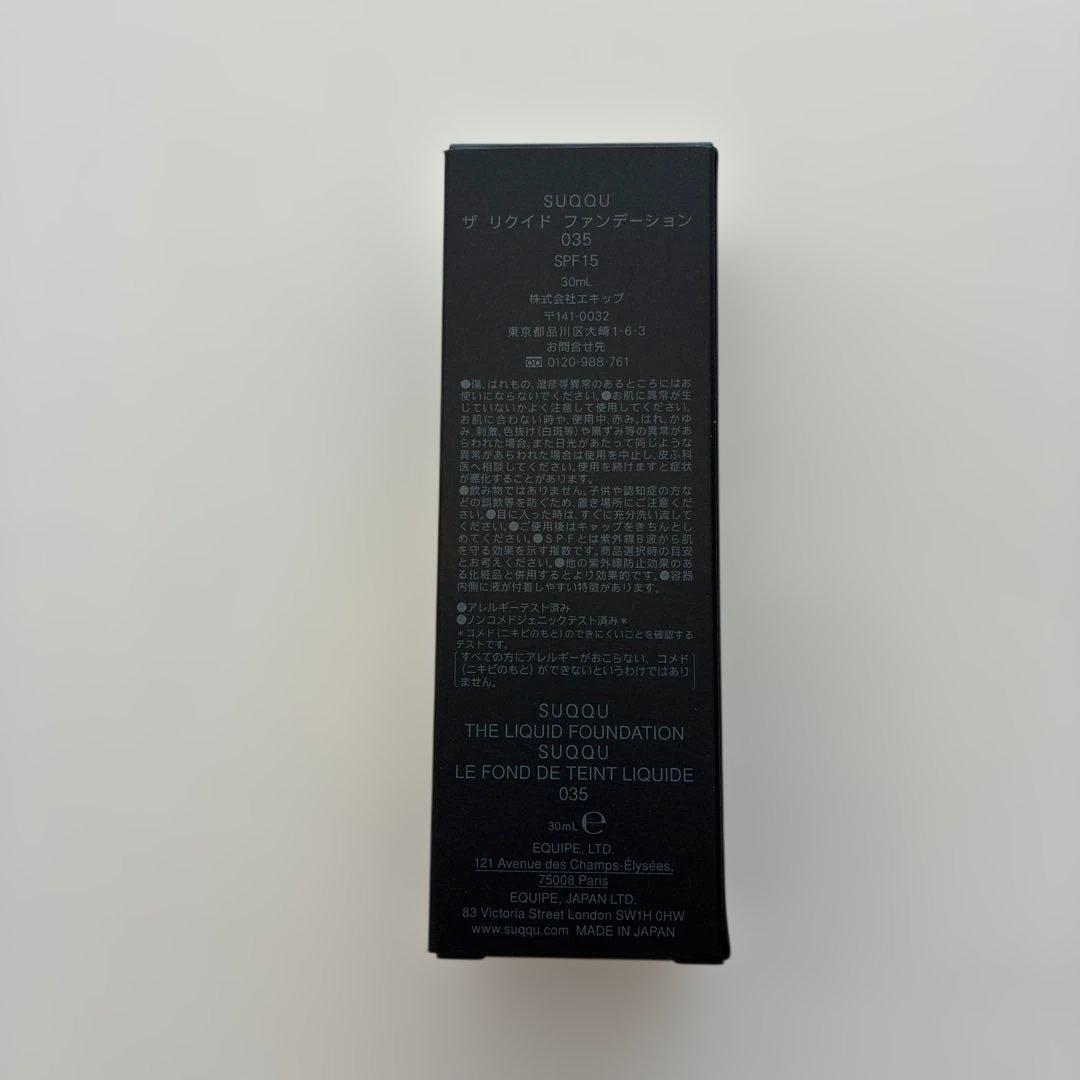 SUQQU
ザ リクイド ファンデーション
035
SPF15
30mL
株式会社エキップ
〒141-0032
東京都品川区大崎1-6-3
お問合せ先
0120-988-761
●傷、はれもの、湿疹等異常のあるところにはお
使いにならないでください。●お肌に異常が生
じていないかよく注意して使用してください。
お肌に合わない時や、使用中、赤み、はれ、かゆ
み、刺激、色抜け(白斑等)や黒ずみ等の異常があ
らわれた場合、また日光があたって同じような
異常があらわれた場合は使用を中止し、皮ふ科
医へ相談してください。使用を続けますと症状
が悪化することがあります。
●飲み物ではありません。子供や認知症の方な
どの誤飲等を防ぐため、置き場所にご注意くだ
さい。●目に入った時は、すぐに充分洗い流して
ください。●ご使用後はキャップをきちんとし
めてください。●SPFとは紫外線B波から肌
を守る効果を示す指数です。商品選択時の目安
とお考えください。●他の紫外線防止効果のあ
る化粧品と併用するとより効果的です。●容器
内側に液が付着しやすい特徴があります。
●アレルギーテスト済み
●ノンコメドジェニックテスト済み＊
＊コメド(ニキビのもと)のできにくいことを確認する
テストです。
すべての方にアレルギーがおこらない、コメド
(ニキビのもと)ができないというわけではあり
ません。
SUQQU
THE LIQUID FOUNDATION
SUQQU
LE FOND DE TEINT LIQUIDE
035
30mL ℮
EQUIPE, LTD.
121 Avenue des Champs-Élysées,
75008 Paris
EQUIPE, JAPAN LTD.
83 Victoria Street London SW1H 0HW
www.suqqu.com MADE IN JAPAN